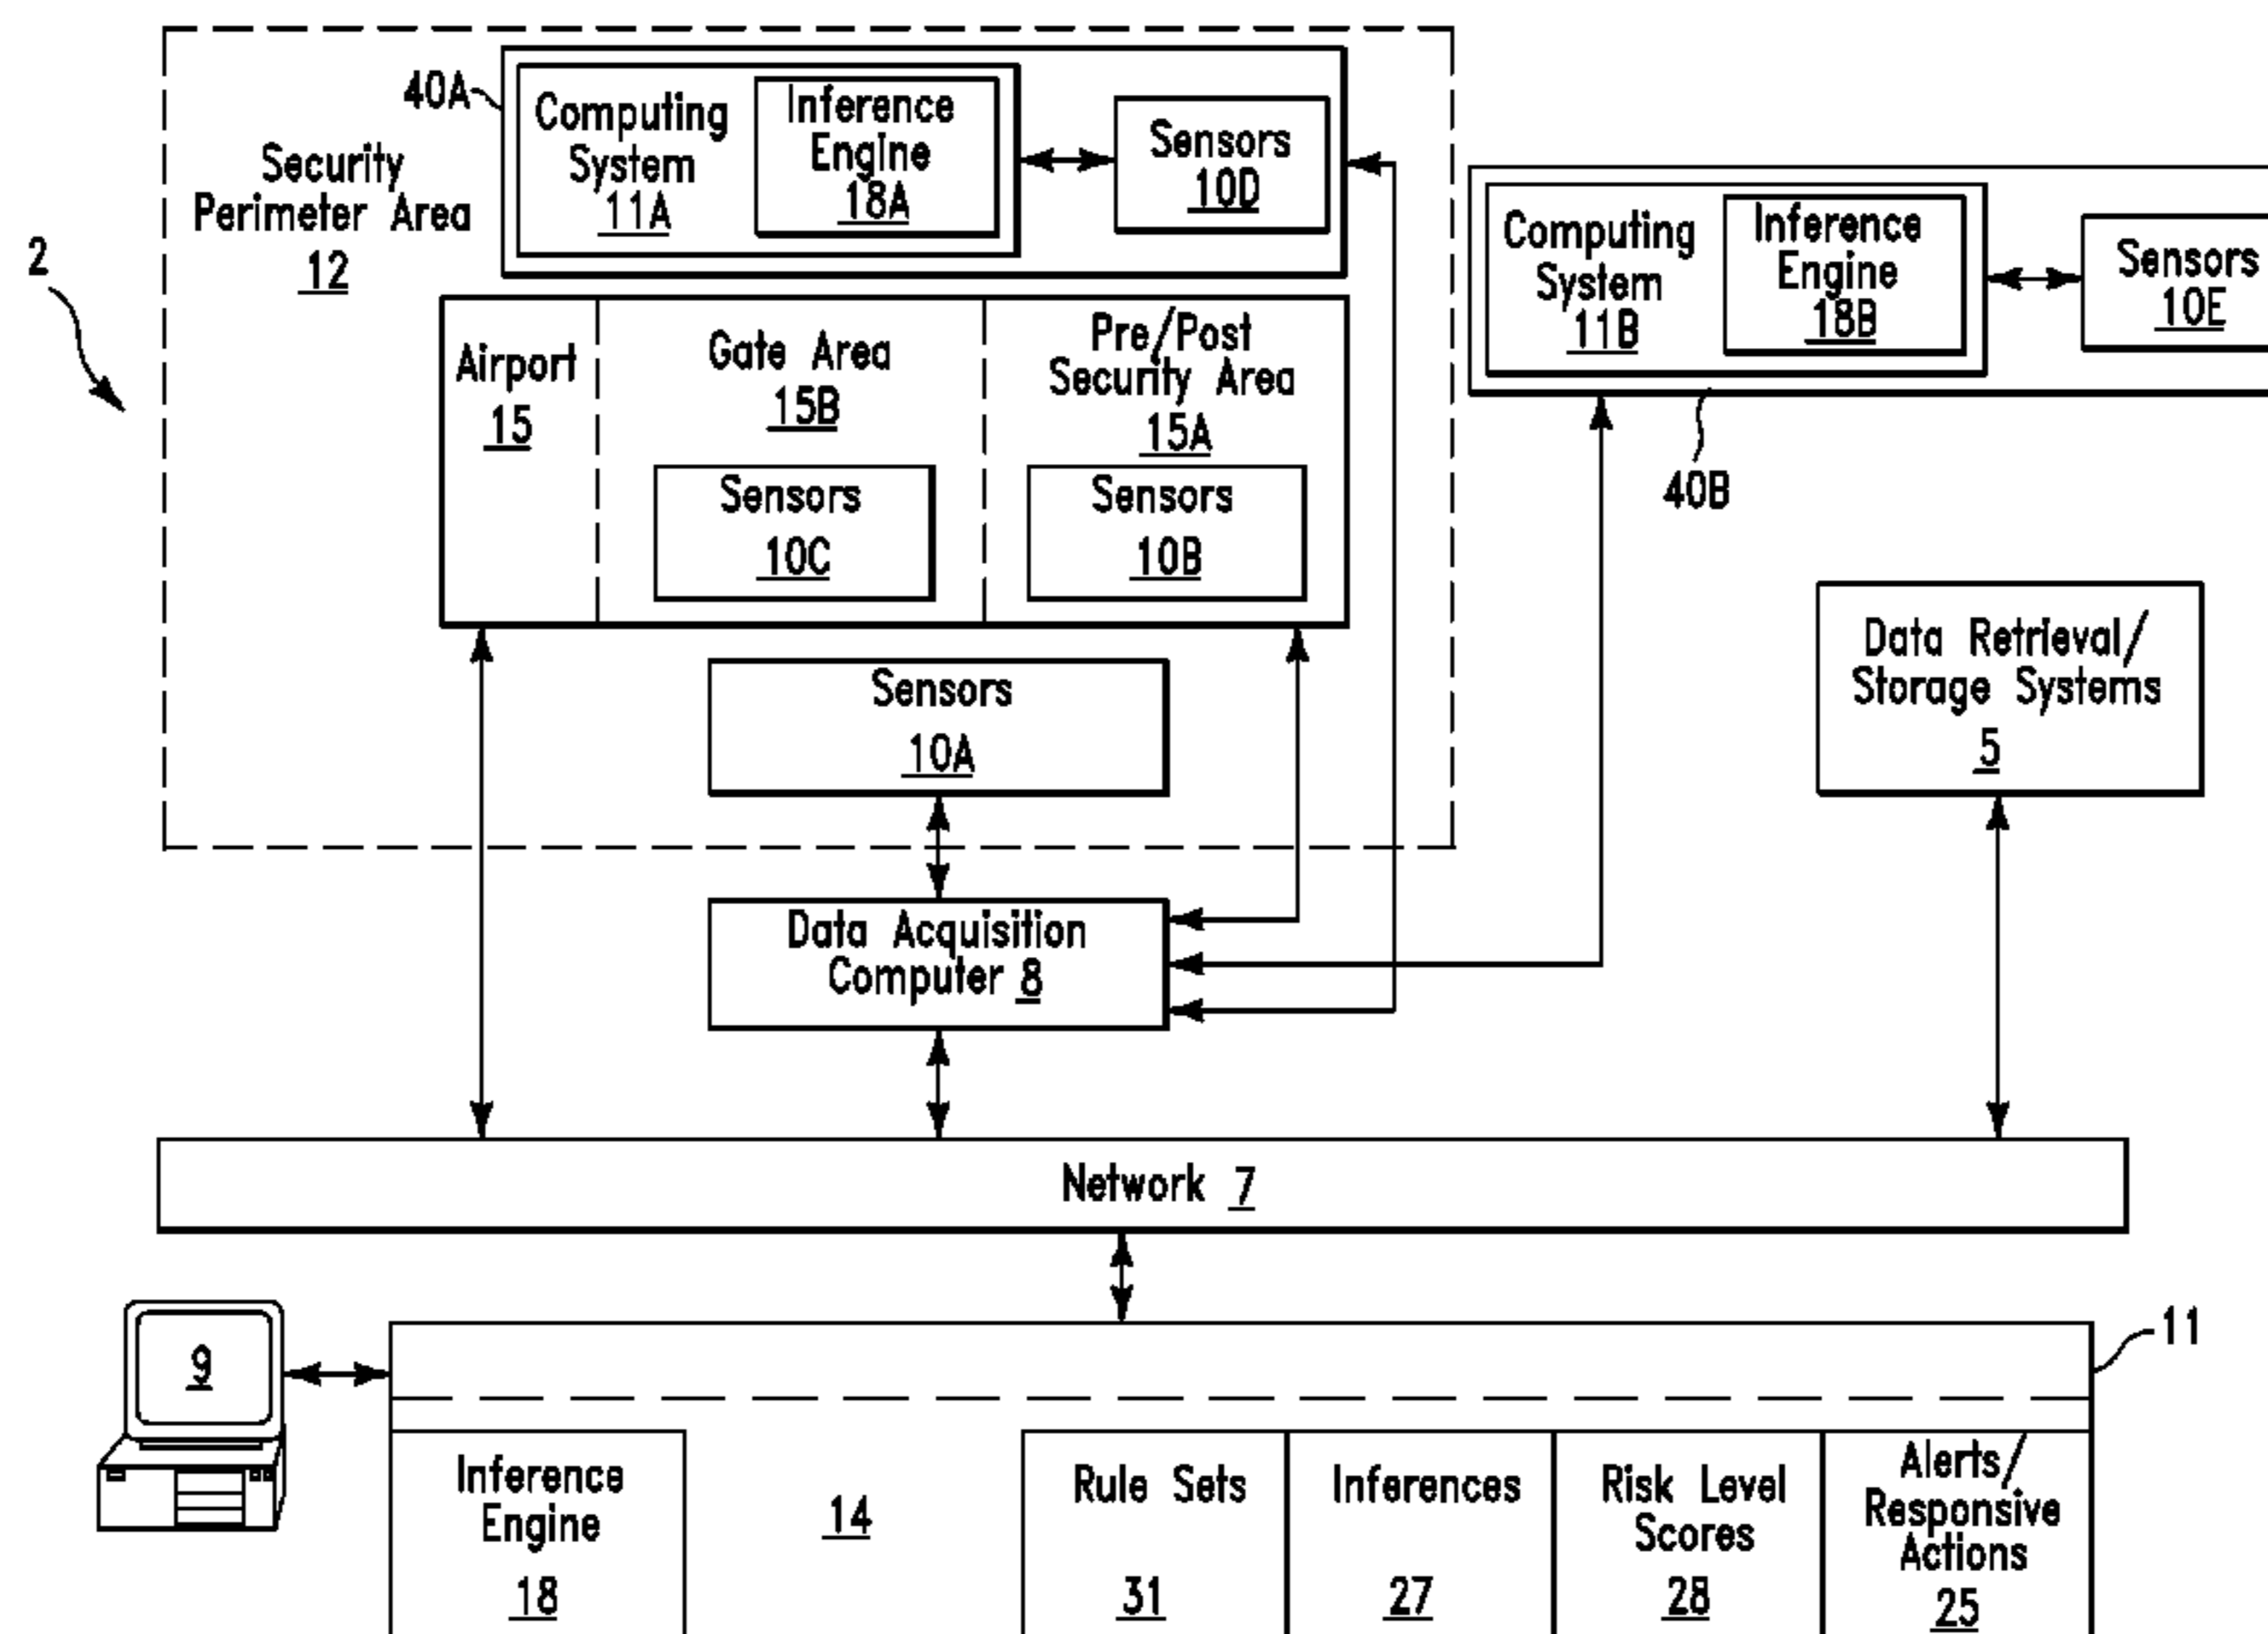 2
Security
Perimeter Area
12
40A
Computing
System
11A
Inference
Engine
18A
Sensors
10D
Computing
System
11B
Inference
Engine
18B
Sensors
10E
40B
Airport
15
Gate Area
15B
Sensors
10C
Pre/Post
Security Area
15A
Sensors
10B
Sensors
10A
Data Retrieval/
Storage Systems
5
Data Acquisition
Computer 8
Network 7
9
11
Inference
Engine
18
14
Rule Sets
31
Inferences
27
Risk Level
Scores
28
Alerts/
Responsive
Actions
25